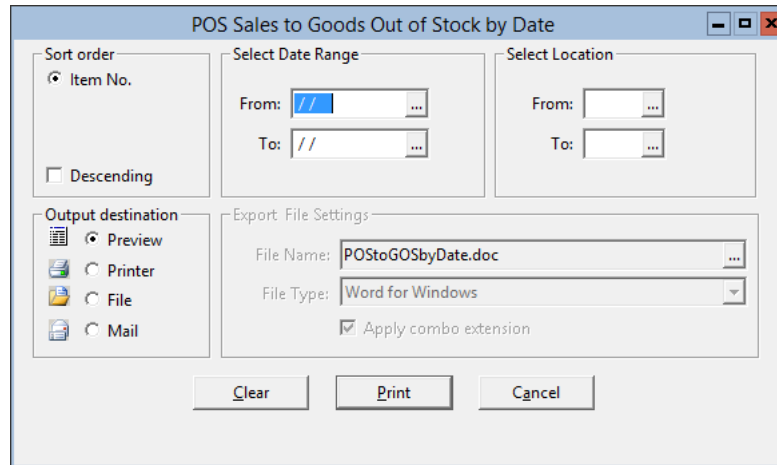 POS Sales to Goods Out of Stock by Date
Sort order
Item No.
Descending
Select Date Range
From: / /
...
To: / /
...
Select Location
From:
...
To:
...
Output destination
Preview
Printer
File
Mail
Export File Settings
File Name: POStoGOSbyDate.doc
...
File Type: Word for Windows
Apply combo extension
Clear
Print
Cancel